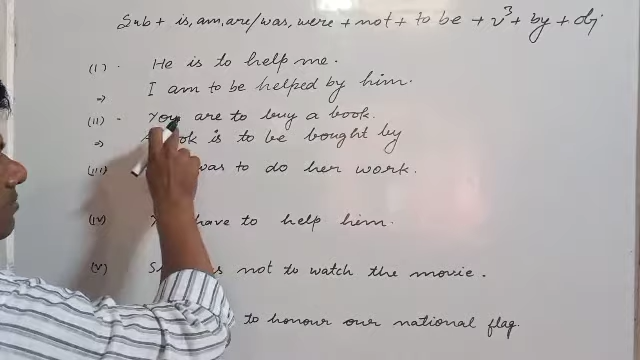 Sub + is, am, are/was, were + not + to be + v³ + by + obj
(I) · He is to help me.
⇒ I am to be helped by him.
(II) - You are to buy a book.
⇒ A book is to be bought by
(III) was to do her work.
(IV) have to help him.
(V) not to watch the movie.
to honour our national flag